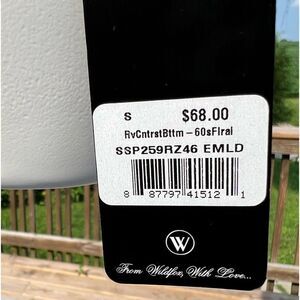 S $68.00
RvCntrstBttm-60sFlral
SSP259RZ46 EMLD
8 87797 41512 1
W
From Wildfox, With Love...